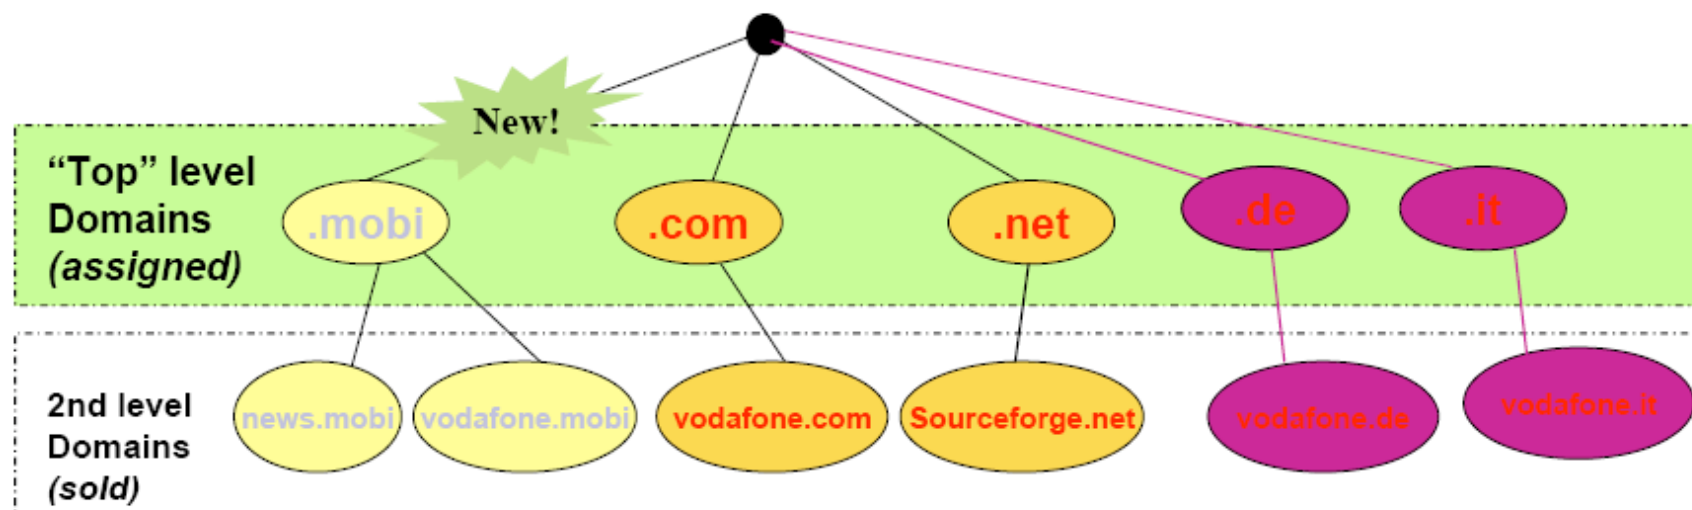 New!
“Top” level
Domains
(assigned)
.mobi
.com
.net
.de
.it
2nd level
Domains
(sold)
news.mobi
vodafone.mobi
vodafone.com
Sourceforge.net
vodafone.de
vodafone.it